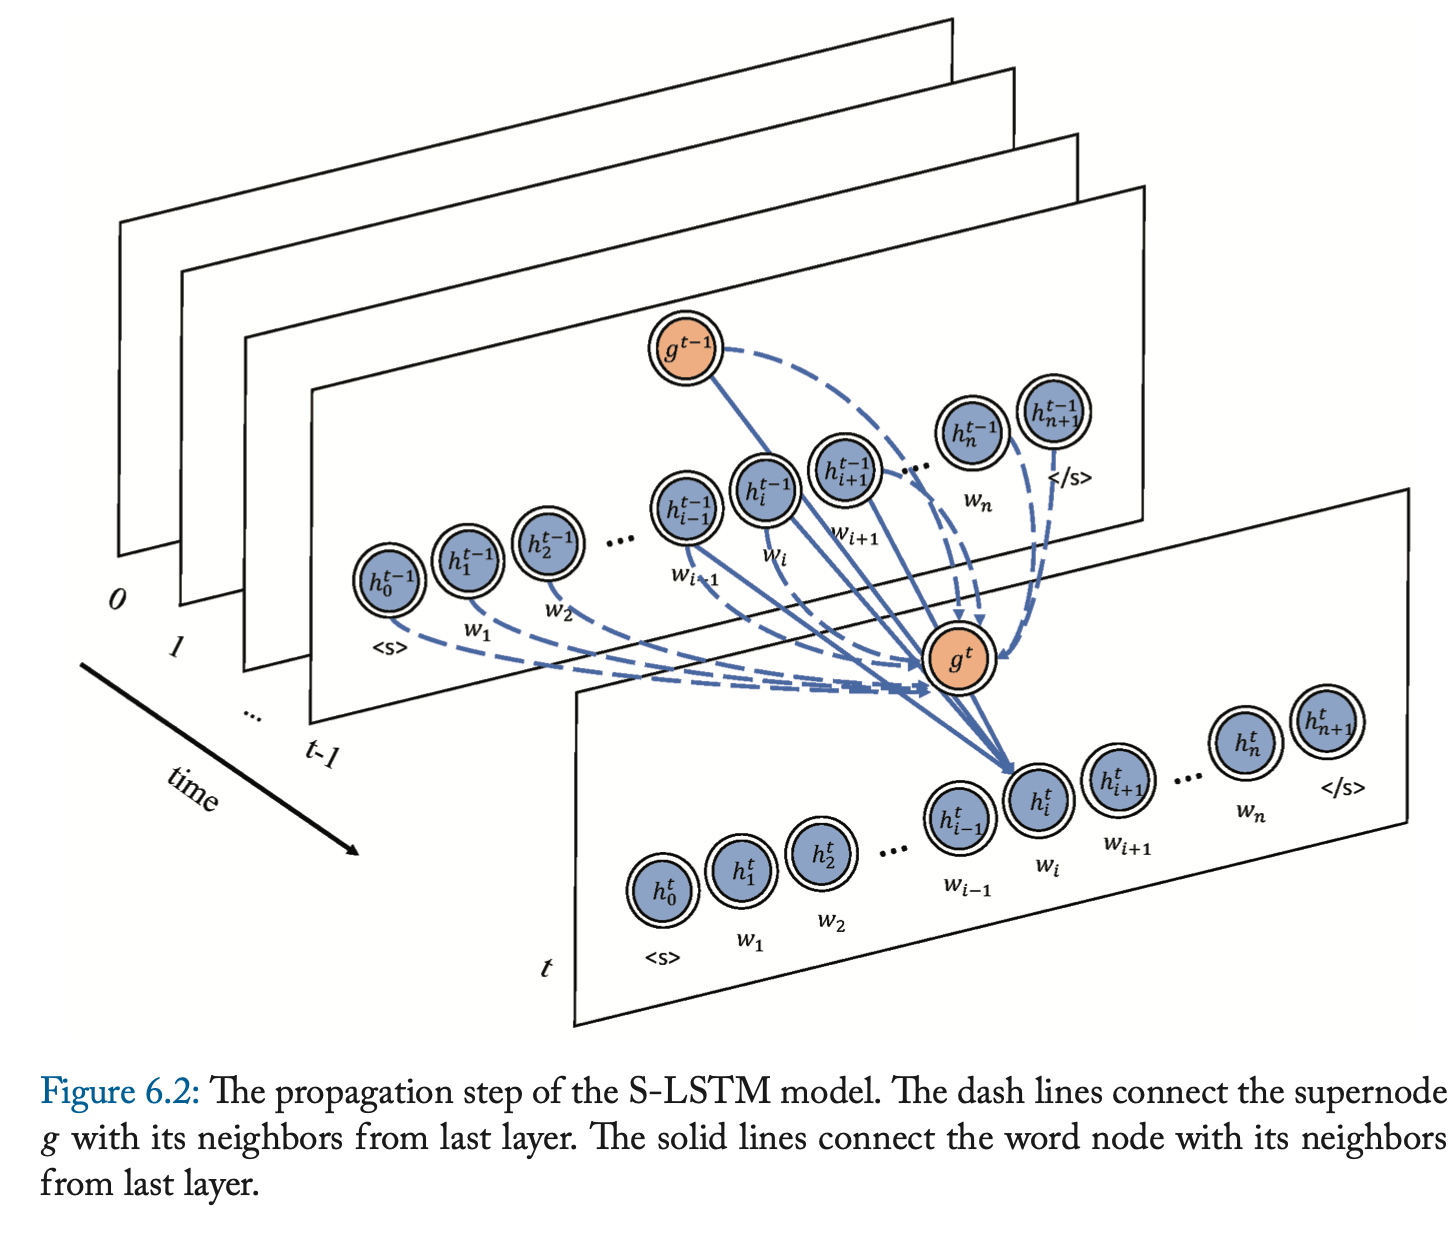 g^{t−1}
h_0^{t−1} h_1^{t−1} h_2^{t−1} ... h_{i−1}^{t−1} h_i^{t−1} h_{i+1}^{t−1} ... h_n^{t−1} h_{n+1}^{t−1}
<s> w_1 w_2 w_{i−1} w_i w_{i+1} w_n </s>
0
1
...
t-1
time
g^t
h_0^t h_1^t h_2^t ... h_{i−1}^t h_i^t h_{i+1}^t ... h_n^t h_{n+1}^t
<s> w_1 w_2 w_{i−1} w_i w_{i+1} w_n </s>
t
Figure 6.2: The propagation step of the S-LSTM model. The dash lines connect the supernode
g with its neighbors from last layer. The solid lines connect the word node with its neighbors
from last layer.